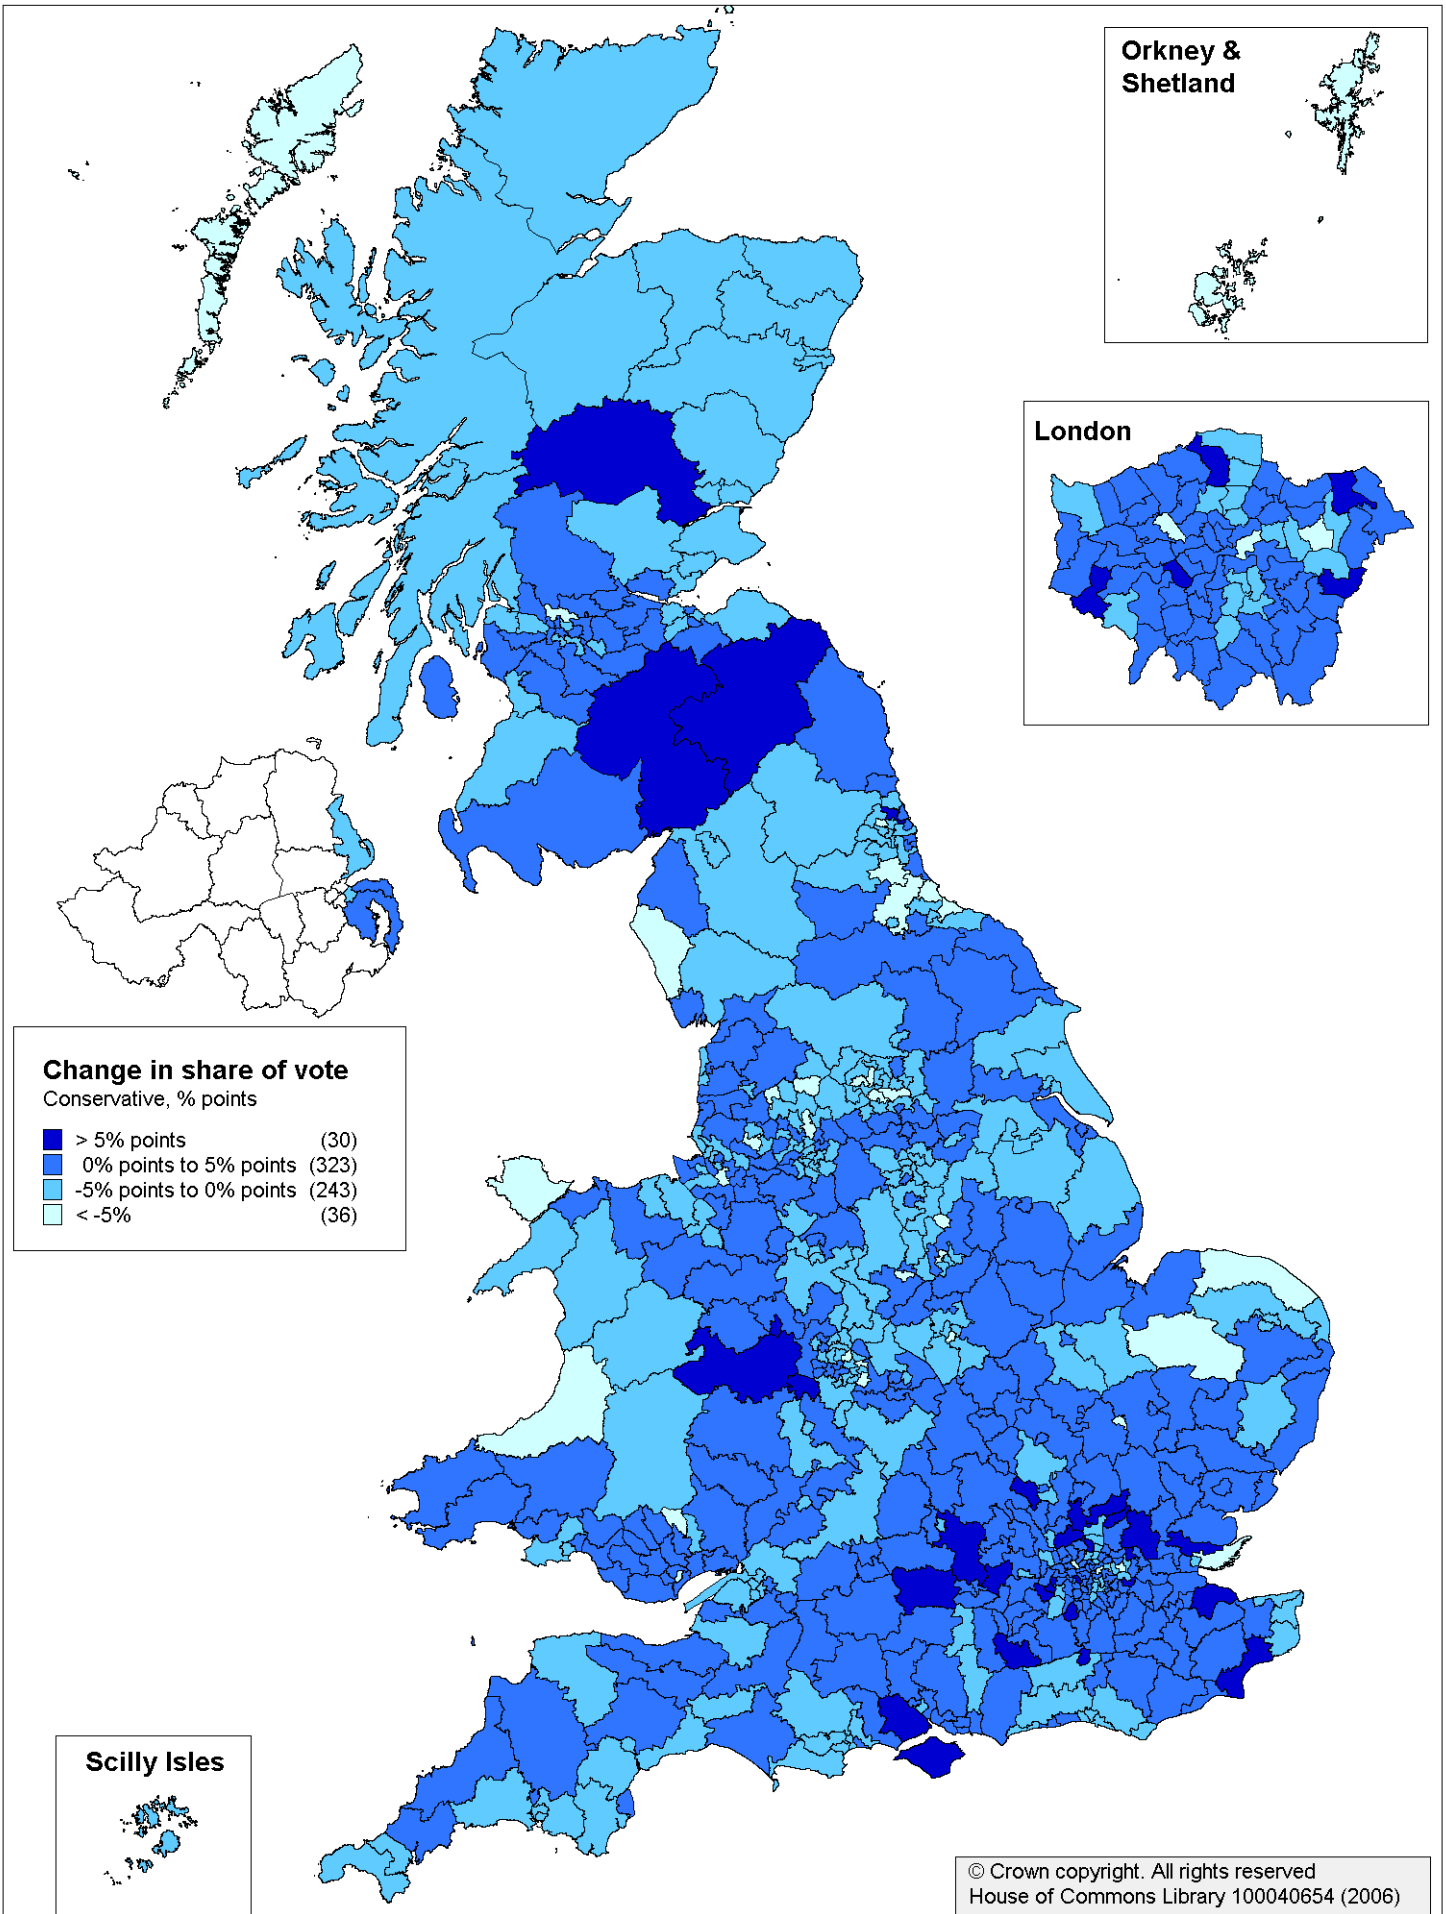 Orkney &
Shetland
London
Change in share of vote
Conservative, % points
> 5% points (30)
0% points to 5% points (323)
-5% points to 0% points (243)
< -5% (36)
Scilly Isles
© Crown copyright. All rights reserved
House of Commons Library 100040654 (2006)